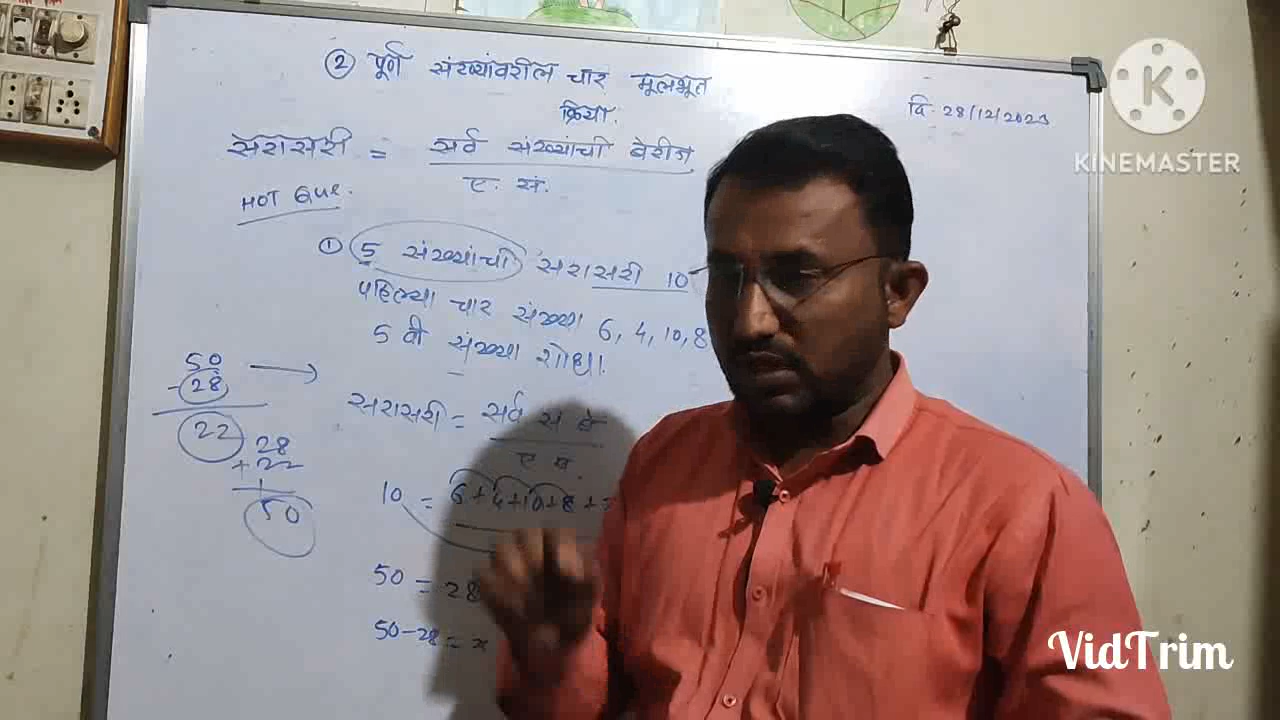 ② पूर्ण संख्यांवरील चार मूलभूत
क्रिया.
दि. 28/12/2023
KINEMASTER
सरासरी = सर्व संख्यांची बेरीज
ए. सं.
HOT Que.
① 5 संख्यांची सरासरी 10
पहिल्या चार संख्या 6, 4, 10, 8
5 वी संख्या शोधा.
50
- 28
22
28
+ 22
50
सरासरी = सर्व सं बे
ए सं.
10 = 6+4+10+8+x
50 = 28
50-28 = x
VidTrim